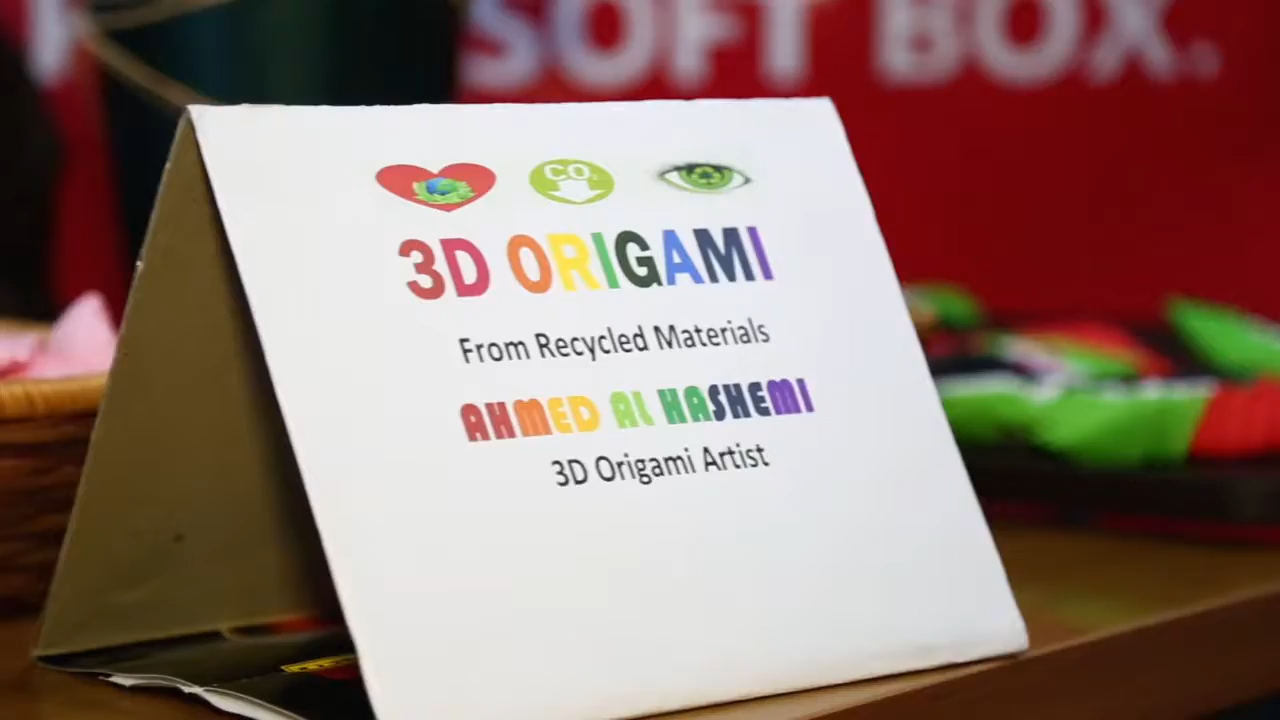 SOFT BOX.
CO₂
3D ORIGAMI
From Recycled Materials
AHMED AL HASHEMI
3D Origami Artist